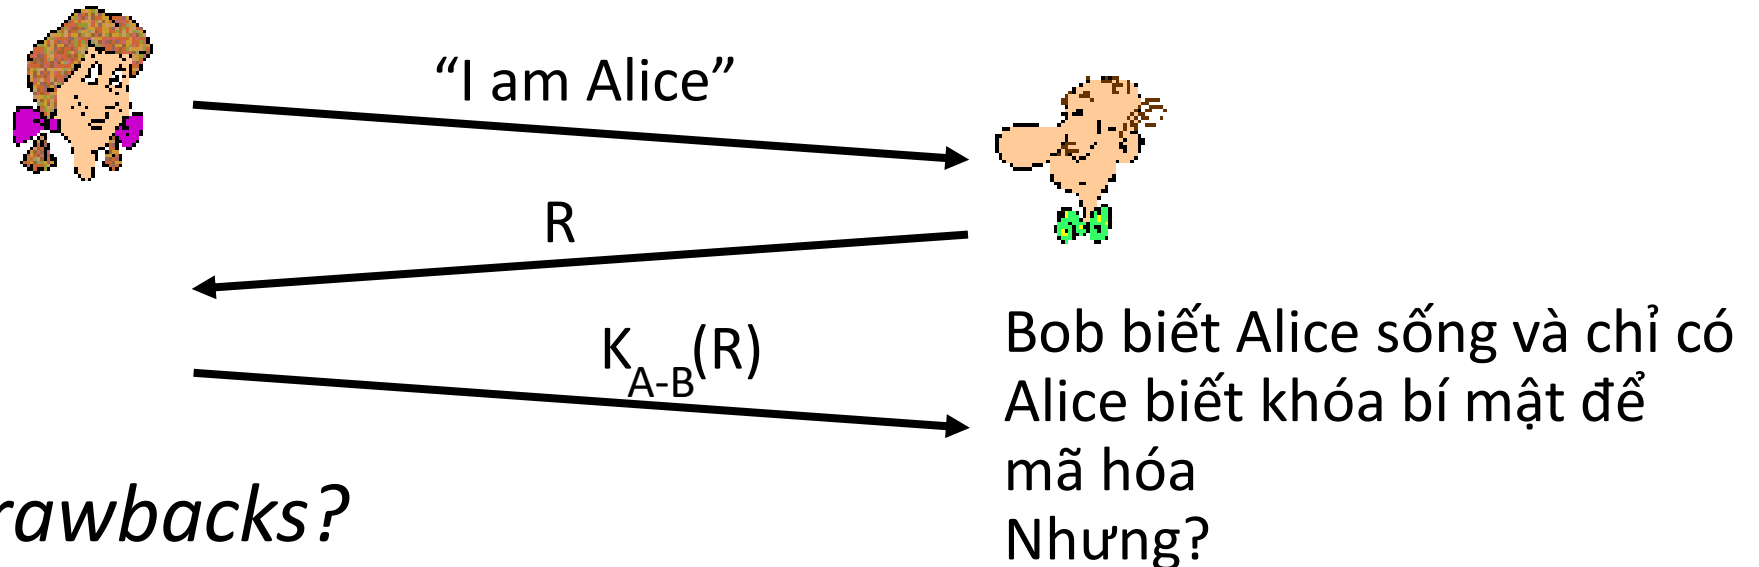 “I am Alice”
R
K
A-B
(R)
Bob biết Alice sống và chỉ có
Alice biết khóa bí mật để
mã hóa
Nhưng?
rawbacks?